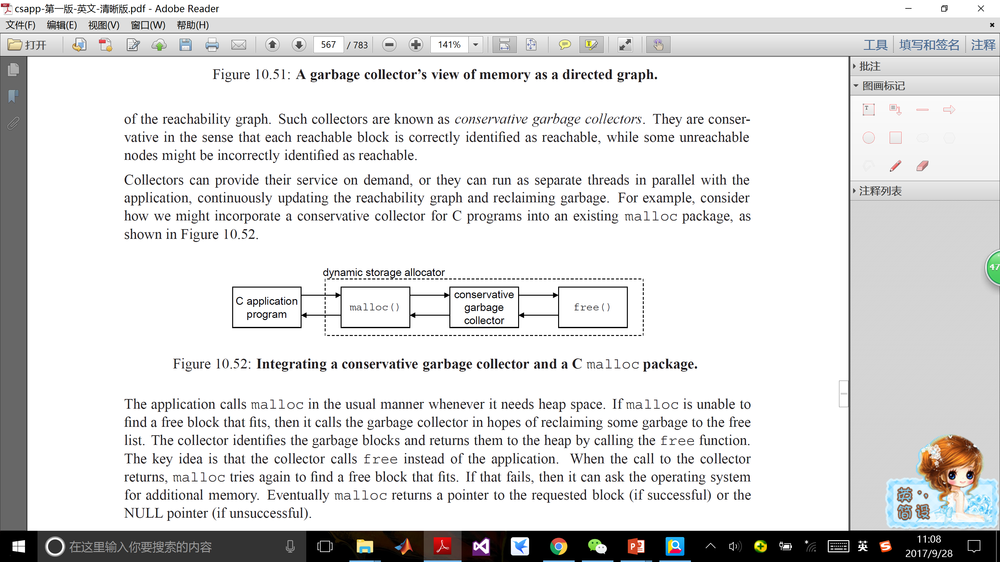 csapp-第一版-英文-清晰版.pdf - Adobe Reader
文件(F) 编辑(E) 视图(V) 窗口(W) 帮助(H)
打开 567 / 783 141% 工具 填写和签名 注释
批注
图画标记
注释列表
Figure 10.51: A garbage collector’s view of memory as a directed graph.
of the reachability graph. Such collectors are known as conservative garbage collectors. They are conser-
vative in the sense that each reachable block is correctly identified as reachable, while some unreachable
nodes might be incorrectly identified as reachable.
Collectors can provide their service on demand, or they can run as separate threads in parallel with the
application, continuously updating the reachability graph and reclaiming garbage. For example, consider
how we might incorporate a conservative collector for C programs into an existing malloc package, as
shown in Figure 10.52.
dynamic storage allocator
C application
program
malloc()
conservative
garbage
collector
free()
Figure 10.52: Integrating a conservative garbage collector and a C malloc package.
The application calls malloc in the usual manner whenever it needs heap space. If malloc is unable to
find a free block that fits, then it calls the garbage collector in hopes of reclaiming some garbage to the free
list. The collector identifies the garbage blocks and returns them to the heap by calling the free function.
The key idea is that the collector calls free instead of the application. When the call to the collector
returns, malloc tries again to find a free block that fits. If that fails, then it can ask the operating system
for additional memory. Eventually malloc returns a pointer to the requested block (if successful) or the
NULL pointer (if unsuccessful).
47
英
简 设
在这里输入你要搜索的内容
英
11:08
2017/9/28